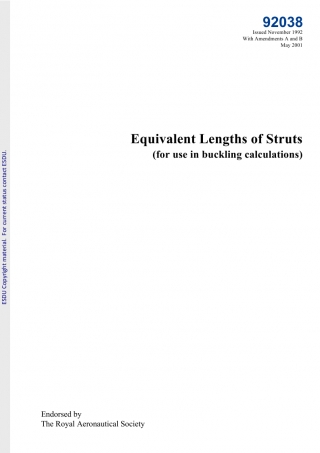 92038
Issued November 1992
With Amendments A and B
May 2001
Equivalent Lengths of Struts
(for use in buckling calculations)
ESDU Copyright material. For current status contact ESDU.
Endorsed by
The Royal Aeronautical Society